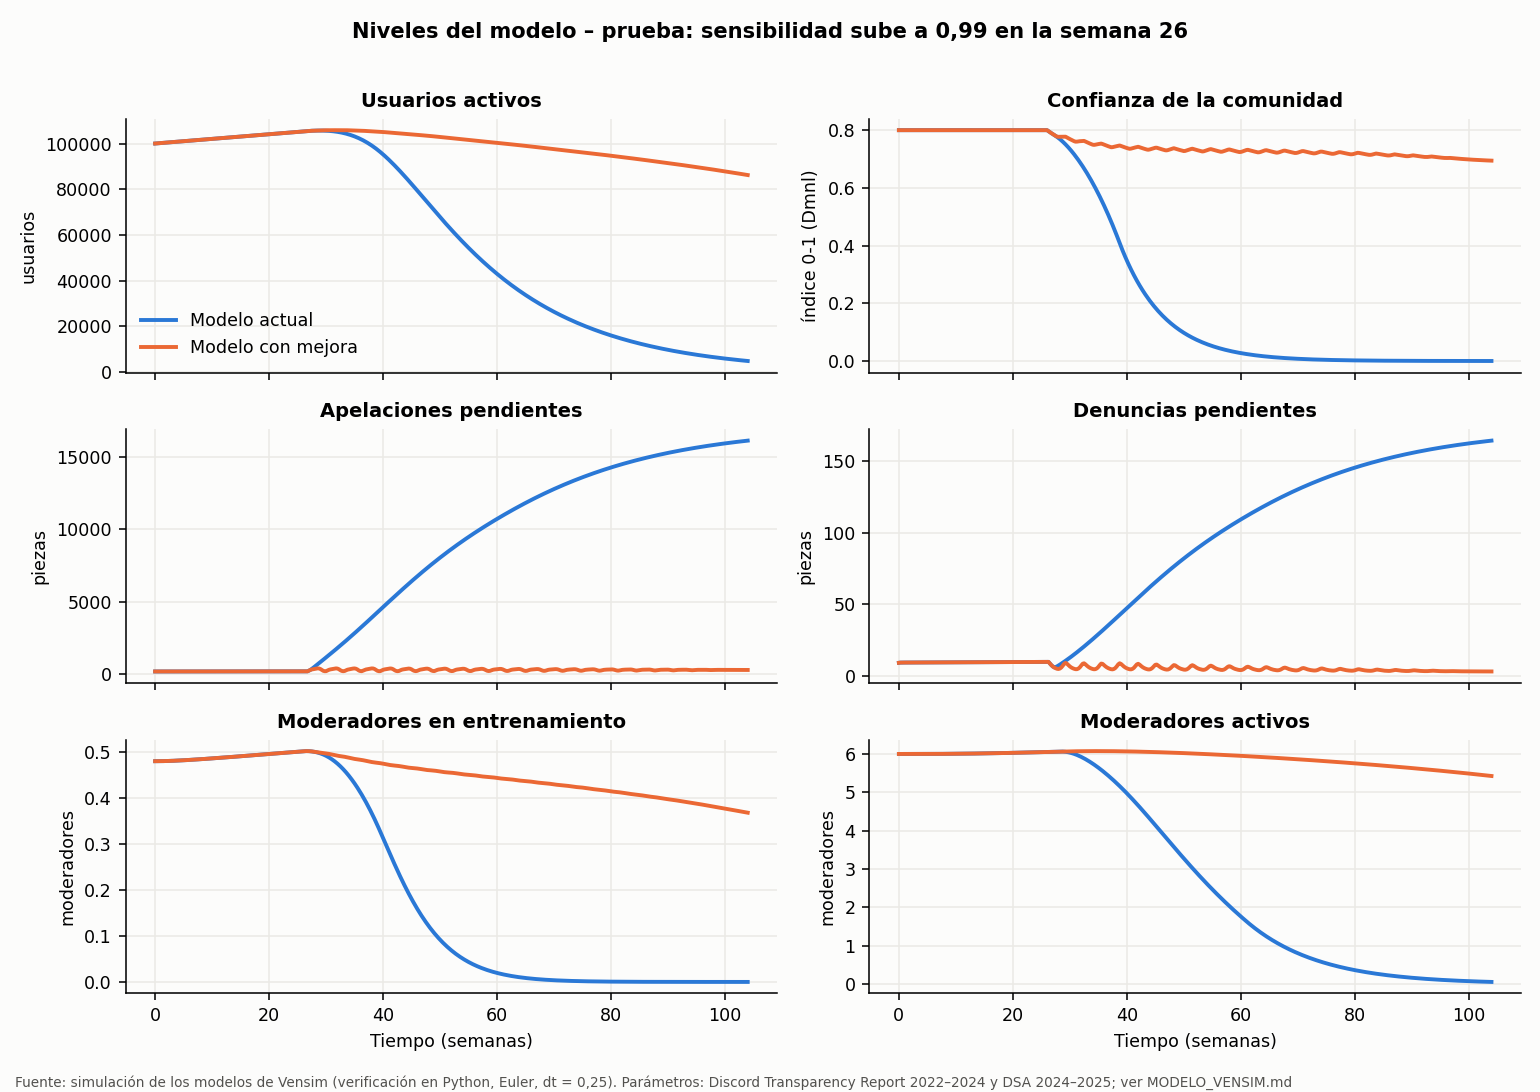 Niveles del modelo – prueba: sensibilidad sube a 0,99 en la semana 26
Usuarios activos
usuarios
100000
80000
60000
40000
20000
0
Modelo actual
Modelo con mejora
Confianza de la comunidad
índice 0-1 (Dmnl)
0.8
0.6
0.4
0.2
0.0
Apelaciones pendientes
piezas
15000
10000
5000
0
Denuncias pendientes
piezas
150
100
50
0
Moderadores en entrenamiento
moderadores
0.5
0.4
0.3
0.2
0.1
0.0
0 20 40 60 80 100
Tiempo (semanas)
Moderadores activos
moderadores
6
5
4
3
2
1
0
0 20 40 60 80 100
Tiempo (semanas)
Fuente: simulación de los modelos de Vensim (verificación en Python, Euler, dt = 0,25). Parámetros: Discord Transparency Report 2022–2024 y DSA 2024–2025; ver MODELO_VENSIM.md